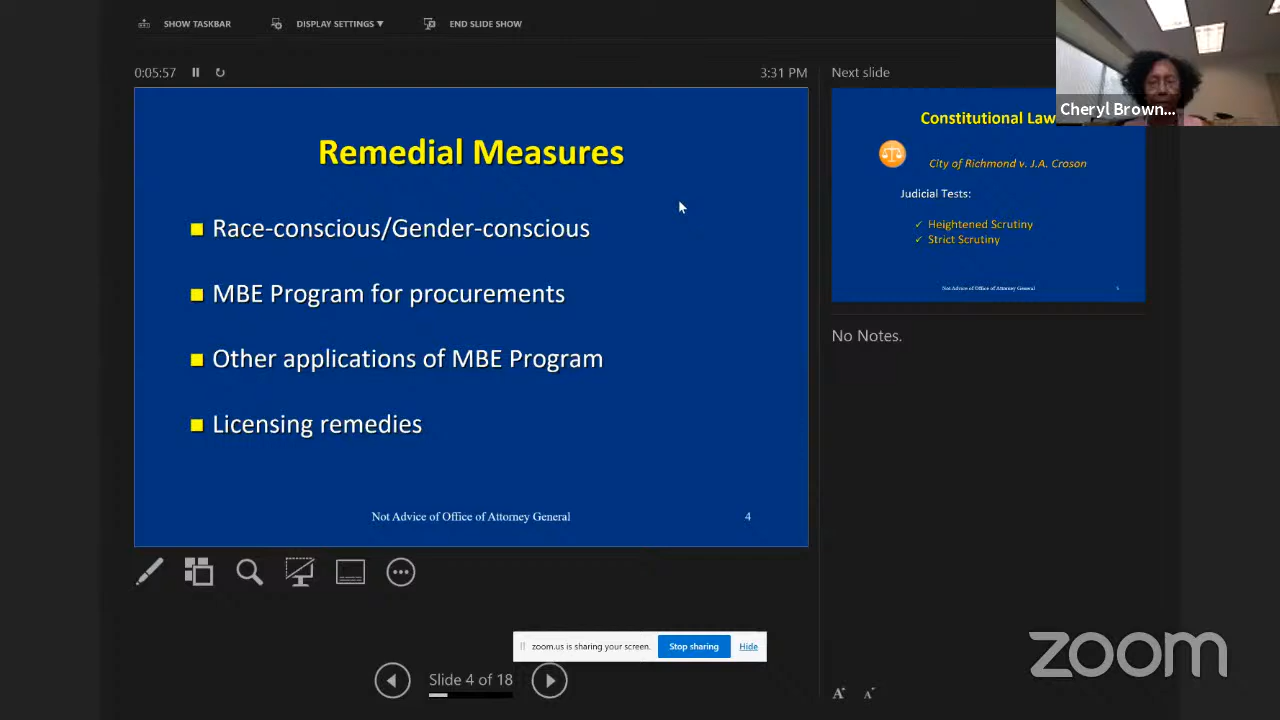 SHOW TASKBAR
DISPLAY SETTINGS ▼
END SLIDE SHOW
0:05:57
3:31 PM
Remedial Measures
Race-conscious/Gender-conscious
MBE Program for procurements
Other applications of MBE Program
Licensing remedies
Not Advice of Office of Attorney General
4
Next slide
Constitutional Law
City of Richmond v. J.A. Croson
Judicial Tests:
✓ Heightened Scrutiny
✓ Strict Scrutiny
Not Advice of Office of Attorney General
5
Cheryl Brown...
No Notes.
zoom.us is sharing your screen.
Stop sharing
Hide
Slide 4 of 18
A
A
zoom